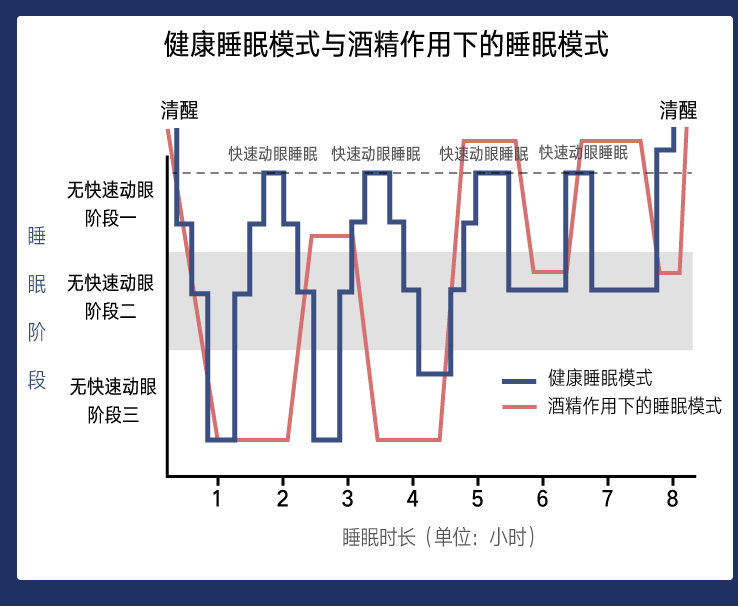 健康睡眠模式与酒精作用下的睡眠模式
清醒
清醒
快速动眼睡眠
快速动眼睡眠
快速动眼睡眠
快速动眼睡眠
无快速动眼
阶段一
睡
眠
阶
段
无快速动眼
阶段二
无快速动眼
阶段三
健康睡眠模式
酒精作用下的睡眠模式
1 2 3 4 5 6 7 8
睡眠时长（单位：小时）